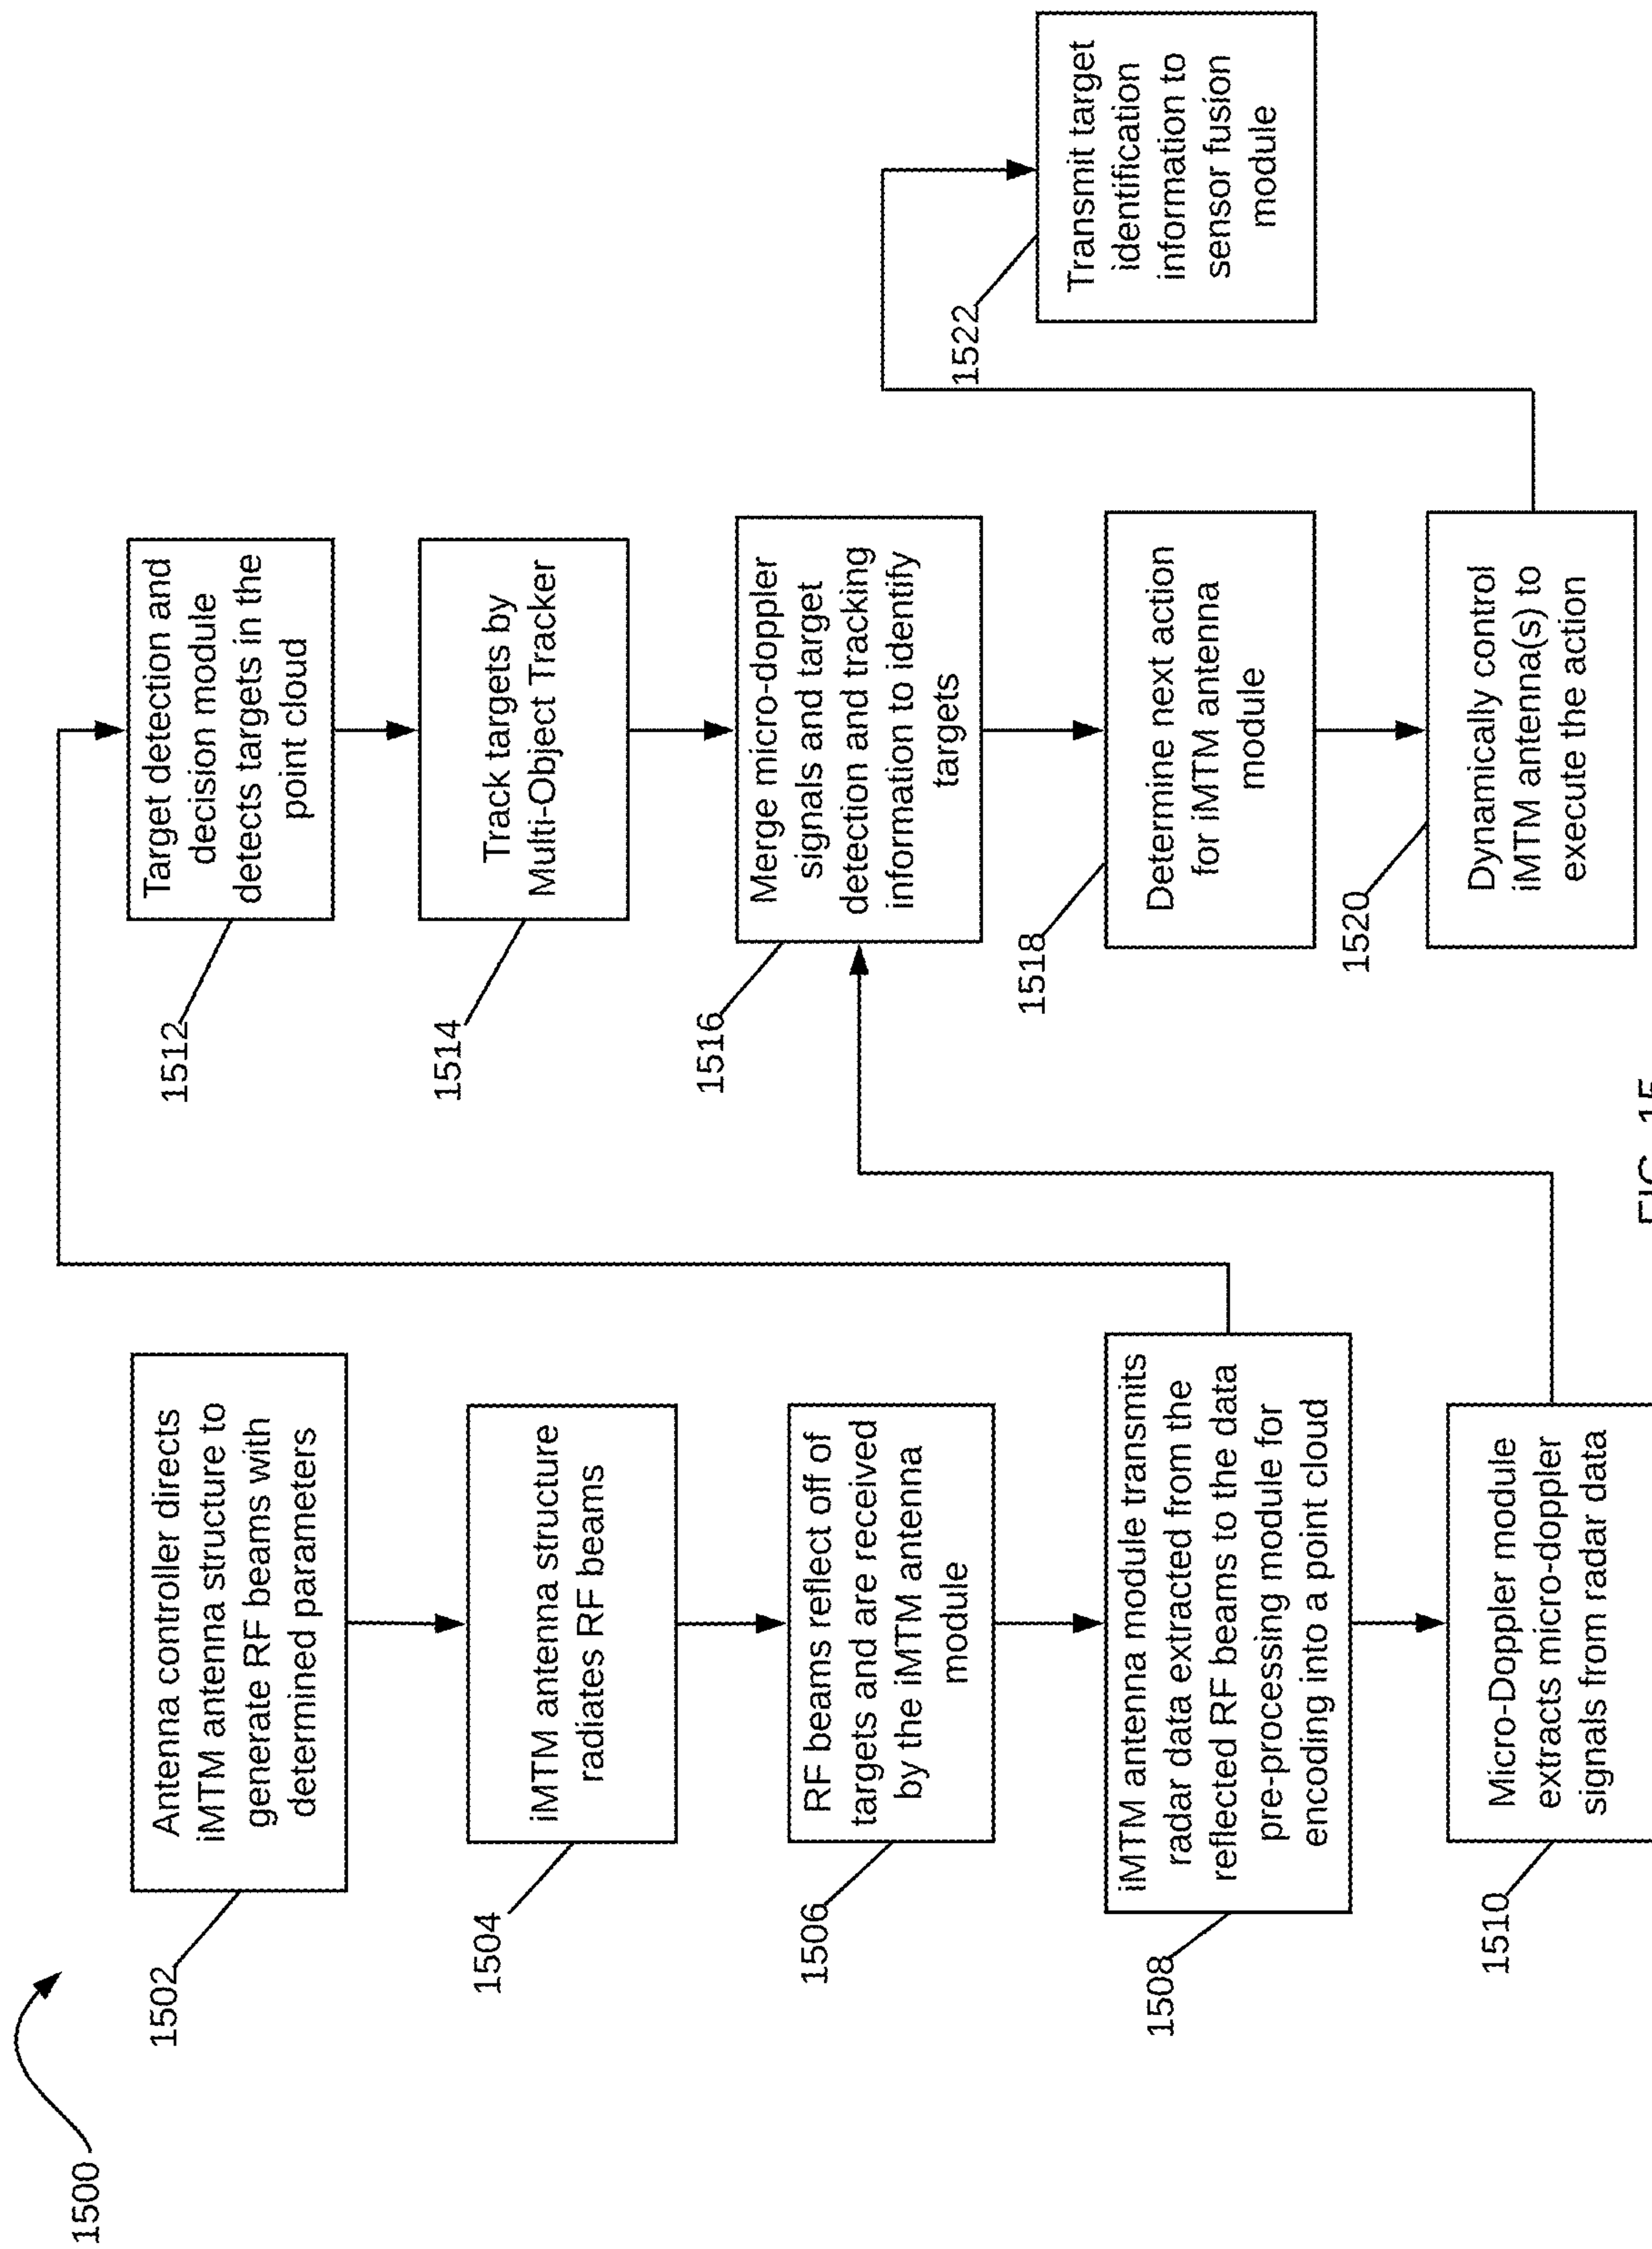 1500
1502
Antenna controller directs
iMTM antenna structure to
generate RF beams with
determined parameters
1504
iMTM antenna structure
radiates RF beams
1506
RF beams reflect off of
targets and are received
by the iMTM antenna
module
1508
iMTM antenna module transmits
radar data extracted from the
reflected RF beams to the data
pre-processing module for
encoding into a point cloud
1510
Micro-Doppler module
extracts micro-doppler
signals from radar data
1512
Target detection and
decision module
detects targets in the
point cloud
1514
Track targets by
Multi-Object Tracker
1516
Merge micro-doppler
signals and target
detection and tracking
information to identify
targets
1518
Determine next action
for iMTM antenna
module
1520
Dynamically control
iMTM antenna(s) to
execute the action
1522
Transmit target
identification
information to
sensor fusion
module
FIG. 15